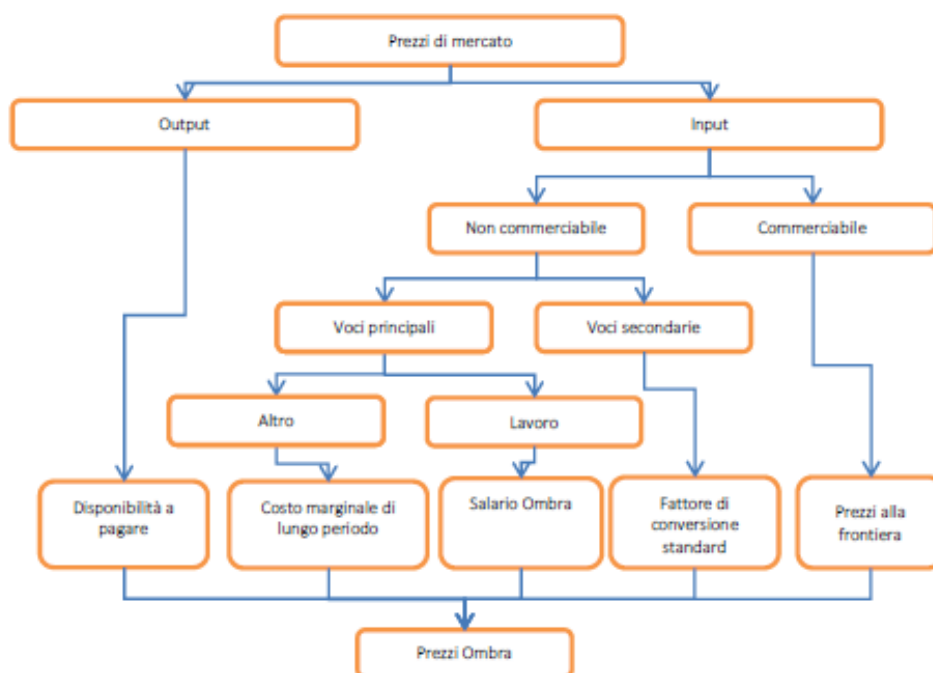 Prezzi di mercato
Output
Input
Non commerciabile
Commerciabile
Voci principali
Voci secondarie
Altro
Lavoro
Disponibilità a
pagare
Costo marginale di
lungo periodo
Salario Ombra
Fattore di
conversione
standard
Prezzi alla
frontiera
Prezzi Ombra